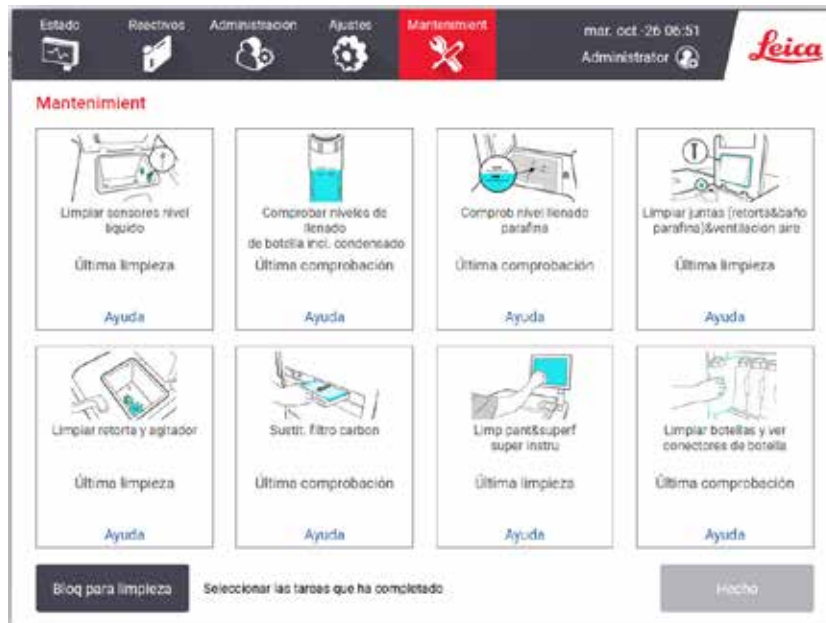 Estado Reactivos Administración Ajustes Mantenimient mar. oct.-26 06:51
Administrator
Leica
Mantenimient
Limpiar sensores nivel
líquido
Última limpieza
Ayuda
Comprobar niveles de
llenado
de botella incl. condensado
Última comprobación
Ayuda
Comprob nivel llenado
parafina
Última comprobación
Ayuda
Limpiar juntas (retorta&baño
parafina)&ventilación aire
Última limpieza
Ayuda
Limpiar retorta y agitador
Última limpieza
Ayuda
Sustit. filtro carbon
Última comprobación
Ayuda
Limp pant&superf
super instru
Última limpieza
Ayuda
Limpiar botellas y ver
conectores de botella
Última comprobación
Ayuda
Bloq para limpieza Seleccionar las tareas que ha completado Hecho